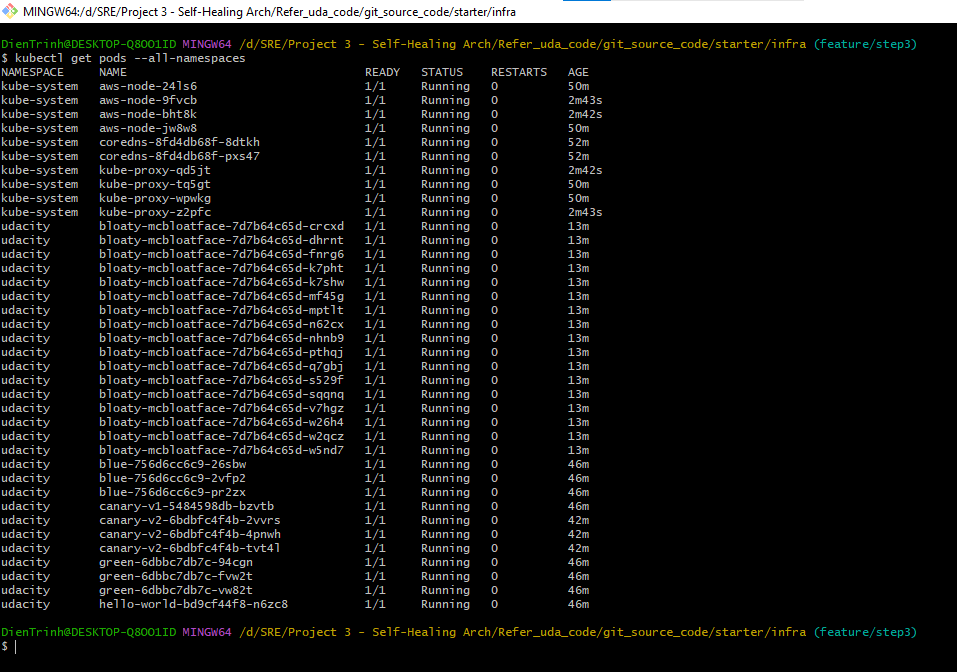 MINGW64:/d/SRE/Project 3 - Self-Healing Arch/Refer_uda_code/git_source_code/starter/infra
DienTrinh@DESKTOP-Q8OO1ID MINGW64 /d/SRE/Project 3 - Self-Healing Arch/Refer_uda_code/git_source_code/starter/infra (feature/step3)
$ kubectl get pods --all-namespaces
NAMESPACE NAME READY STATUS RESTARTS AGE
kube-system aws-node-24ls6 1/1 Running 0 50m
kube-system aws-node-9fvcb 1/1 Running 0 2m43s
kube-system aws-node-bht8k 1/1 Running 0 2m42s
kube-system aws-node-jw8w8 1/1 Running 0 50m
kube-system coredns-8fd4db68f-8dtkh 1/1 Running 0 52m
kube-system coredns-8fd4db68f-pxs47 1/1 Running 0 52m
kube-system kube-proxy-qd5jt 1/1 Running 0 2m42s
kube-system kube-proxy-tq5gt 1/1 Running 0 50m
kube-system kube-proxy-wpwkg 1/1 Running 0 50m
kube-system kube-proxy-z2pfc 1/1 Running 0 2m43s
udacity bloaty-mcbloatface-7d7b64c65d-crcxd 1/1 Running 0 13m
udacity bloaty-mcbloatface-7d7b64c65d-dhrnt 1/1 Running 0 13m
udacity bloaty-mcbloatface-7d7b64c65d-fnrg6 1/1 Running 0 13m
udacity bloaty-mcbloatface-7d7b64c65d-k7pht 1/1 Running 0 13m
udacity bloaty-mcbloatface-7d7b64c65d-k7shw 1/1 Running 0 13m
udacity bloaty-mcbloatface-7d7b64c65d-mf45g 1/1 Running 0 13m
udacity bloaty-mcbloatface-7d7b64c65d-mptlt 1/1 Running 0 13m
udacity bloaty-mcbloatface-7d7b64c65d-n62cx 1/1 Running 0 13m
udacity bloaty-mcbloatface-7d7b64c65d-nhnb9 1/1 Running 0 13m
udacity bloaty-mcbloatface-7d7b64c65d-pthqj 1/1 Running 0 13m
udacity bloaty-mcbloatface-7d7b64c65d-q7gbj 1/1 Running 0 13m
udacity bloaty-mcbloatface-7d7b64c65d-s529f 1/1 Running 0 13m
udacity bloaty-mcbloatface-7d7b64c65d-sqqnq 1/1 Running 0 13m
udacity bloaty-mcbloatface-7d7b64c65d-v7hgz 1/1 Running 0 13m
udacity bloaty-mcbloatface-7d7b64c65d-w26h4 1/1 Running 0 13m
udacity bloaty-mcbloatface-7d7b64c65d-w2qcz 1/1 Running 0 13m
udacity bloaty-mcbloatface-7d7b64c65d-w5nd7 1/1 Running 0 13m
udacity blue-756d6cc6c9-26sbw 1/1 Running 0 46m
udacity blue-756d6cc6c9-2vfp2 1/1 Running 0 46m
udacity blue-756d6cc6c9-pr2zx 1/1 Running 0 46m
udacity canary-v1-5484598db-bzvtb 1/1 Running 0 46m
udacity canary-v2-6bdbfc4f4b-2vvrs 1/1 Running 0 42m
udacity canary-v2-6bdbfc4f4b-4pnwh 1/1 Running 0 42m
udacity canary-v2-6bdbfc4f4b-tvt4l 1/1 Running 0 42m
udacity green-6dbbc7db7c-94cgn 1/1 Running 0 46m
udacity green-6dbbc7db7c-fvw2t 1/1 Running 0 46m
udacity green-6dbbc7db7c-vw82t 1/1 Running 0 46m
udacity hello-world-bd9cf44f8-n6zc8 1/1 Running 0 46m
DienTrinh@DESKTOP-Q8OO1ID MINGW64 /d/SRE/Project 3 - Self-Healing Arch/Refer_uda_code/git_source_code/starter/infra (feature/step3)
$